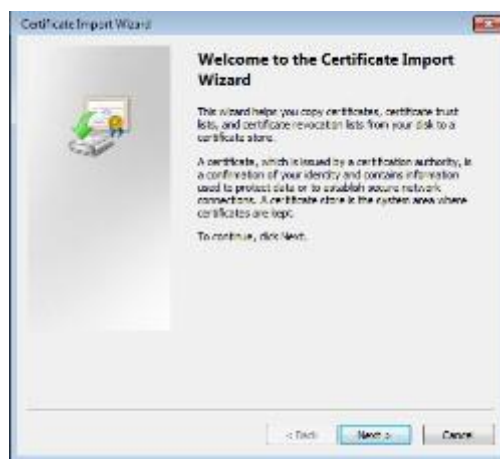 Certificate Import Wizard
Welcome to the Certificate Import
Wizard
This wizard helps you copy certificates, certificate trust
lists, and certificate revocation lists from your disk to a
certificate store.
A certificate, which is issued by a certification authority, is
a confirmation of your identity and contains information
used to protect data or to establish secure network
connections. A certificate store is the system area where
certificates are kept.
To continue, click Next.
< Back
Next >
Cancel